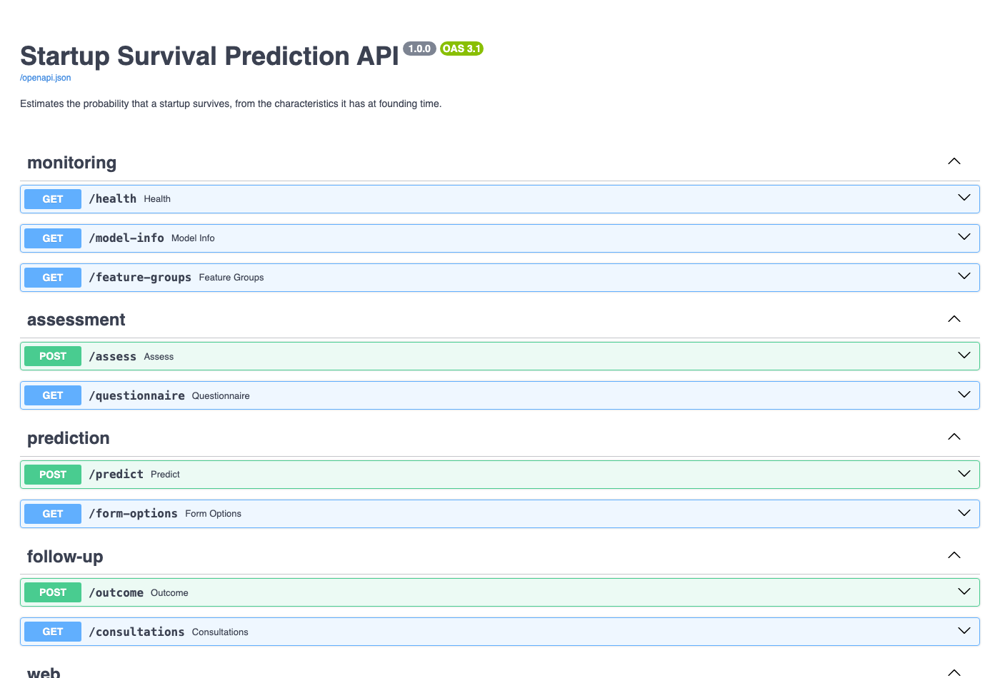 Startup Survival Prediction API 1.0.0 OAS 3.1
/openapi.json
Estimates the probability that a startup survives, from the characteristics it has at founding time.
monitoring
GET /health Health
GET /model-info Model Info
GET /feature-groups Feature Groups
assessment
POST /assess Assess
GET /questionnaire Questionnaire
prediction
POST /predict Predict
GET /form-options Form Options
follow-up
POST /outcome Outcome
GET /consultations Consultations
web